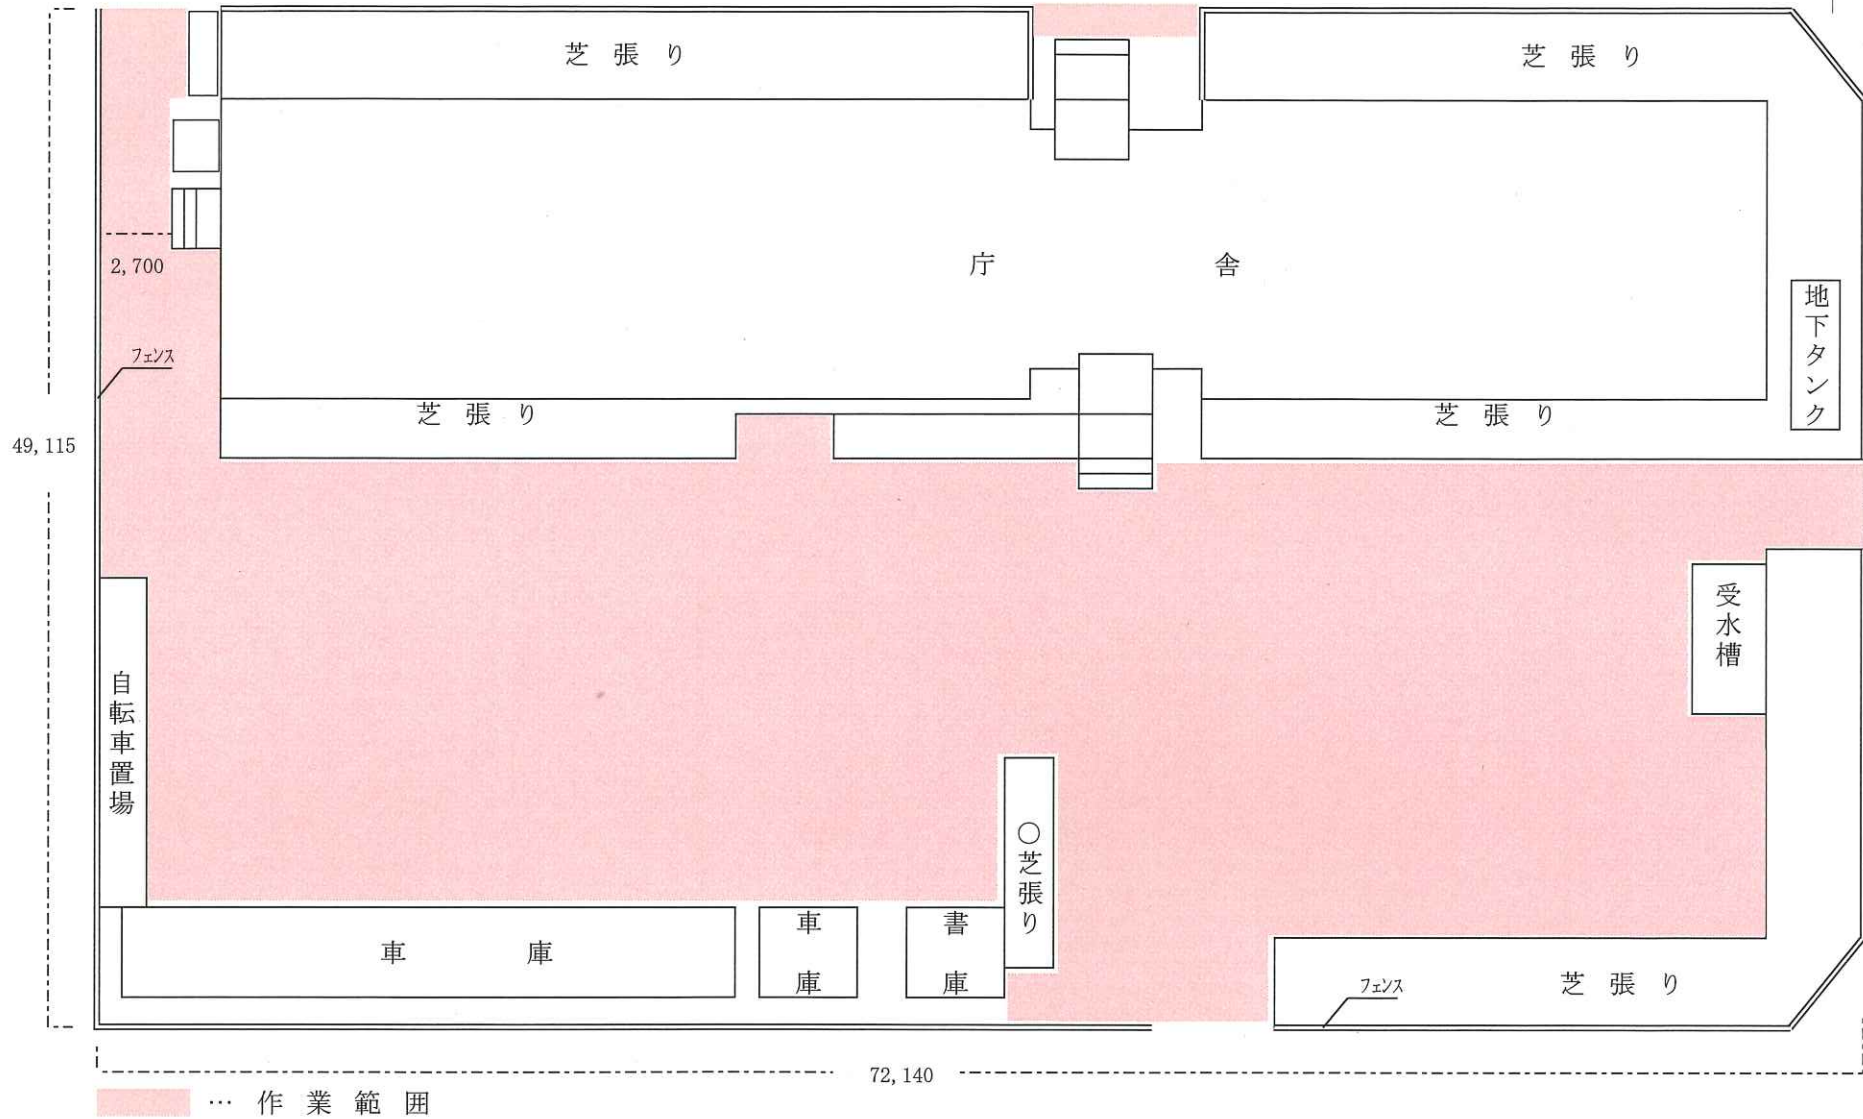 芝張り
芝張り
2,700
庁舎
地下タンク
フェンス
芝張り
芝張り
49,115
受水槽
自転車置場
○芝張り
車庫
車庫
書庫
フェンス
芝張り
72,140
… 作業範囲